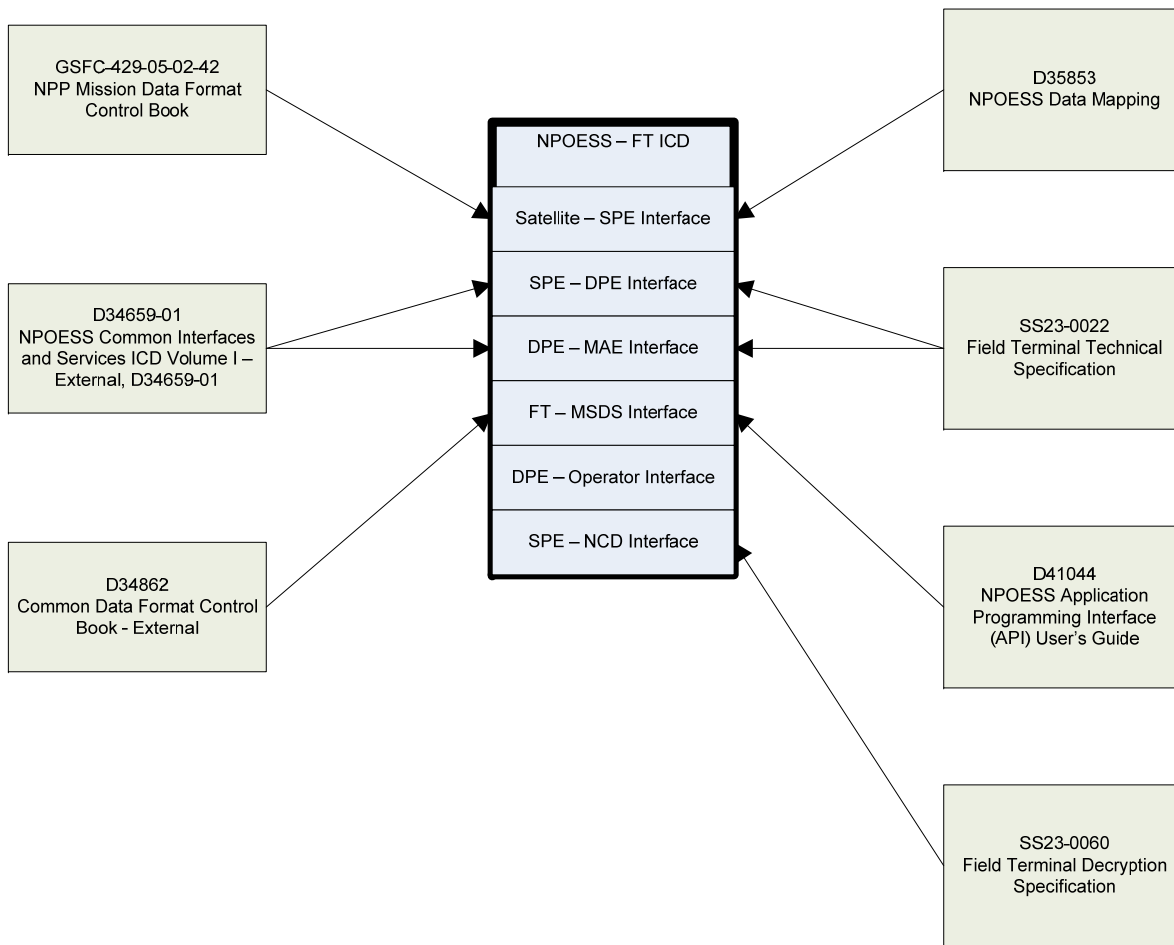 GSFC-429-05-02-42
NPP Mission Data Format
Control Book
D34659-01
NPOESS Common Interfaces
and Services ICD Volume I –
External, D34659-01
D34862
Common Data Format Control
Book - External
NPOESS – FT ICD
Satellite – SPE Interface
SPE – DPE Interface
DPE – MAE Interface
FT – MSDS Interface
DPE – Operator Interface
SPE – NCD Interface
D35853
NPOESS Data Mapping
SS23-0022
Field Terminal Technical
Specification
D41044
NPOESS Application
Programming Interface
(API) User's Guide
SS23-0060
Field Terminal Decryption
Specification